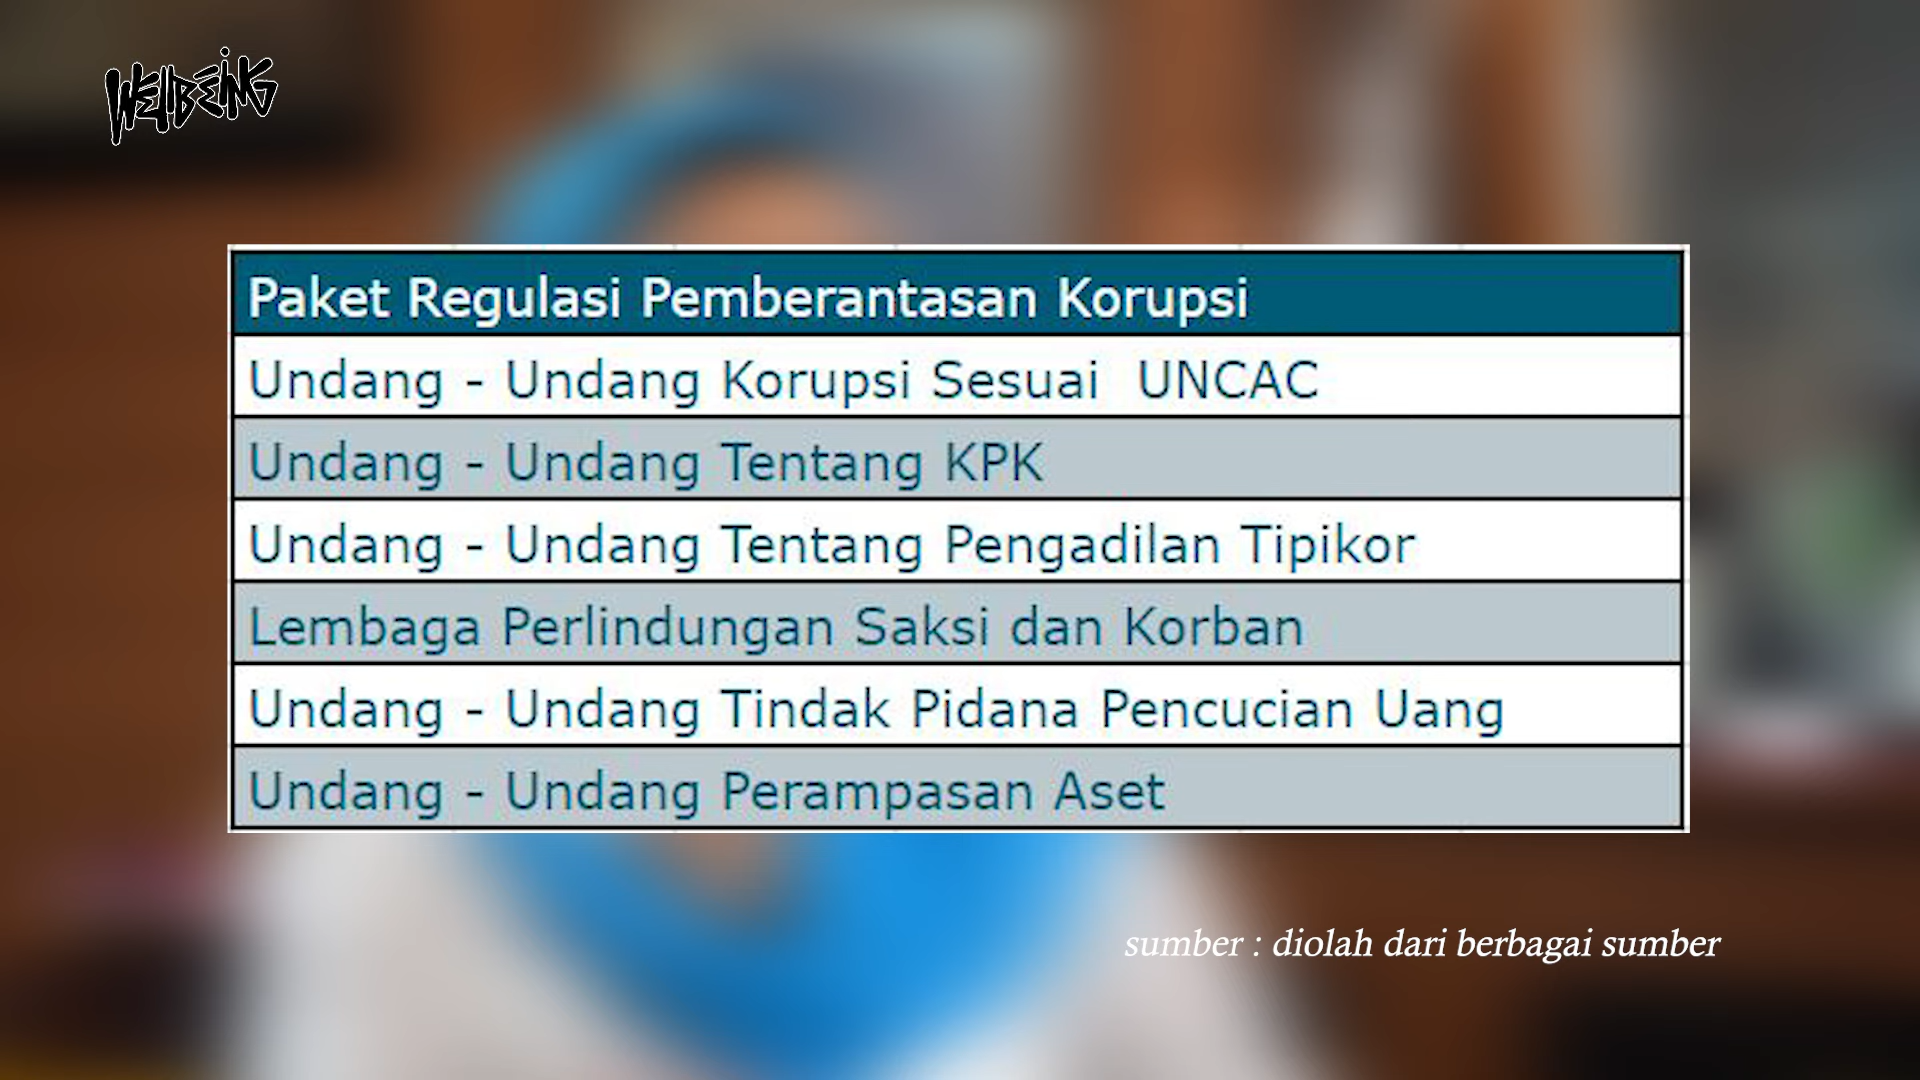 WELLBEING
Paket Regulasi Pemberantasan Korupsi
Undang - Undang Korupsi Sesuai  UNCAC
Undang - Undang Tentang KPK
Undang - Undang Tentang Pengadilan Tipikor
Lembaga Perlindungan Saksi dan Korban
Undang - Undang Tindak Pidana Pencucian Uang
Undang - Undang Perampasan Aset
sumber : diolah dari berbagai sumber